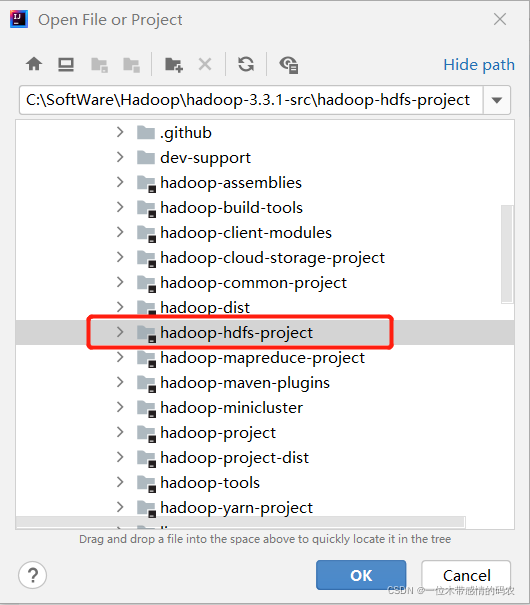 IJ
Open File or Project
Hide path
C:\SoftWare\Hadoop\hadoop-3.3.1-src\hadoop-hdfs-project
.github
dev-support
hadoop-assemblies
hadoop-build-tools
hadoop-client-modules
hadoop-cloud-storage-project
hadoop-common-project
hadoop-dist
hadoop-hdfs-project
hadoop-mapreduce-project
hadoop-maven-plugins
hadoop-minicluster
hadoop-project
hadoop-project-dist
hadoop-tools
hadoop-yarn-project
Drag and drop a file into the space above to quickly locate it in the tree
?
OK
Cancel
CSDN @一位木带感情的码农